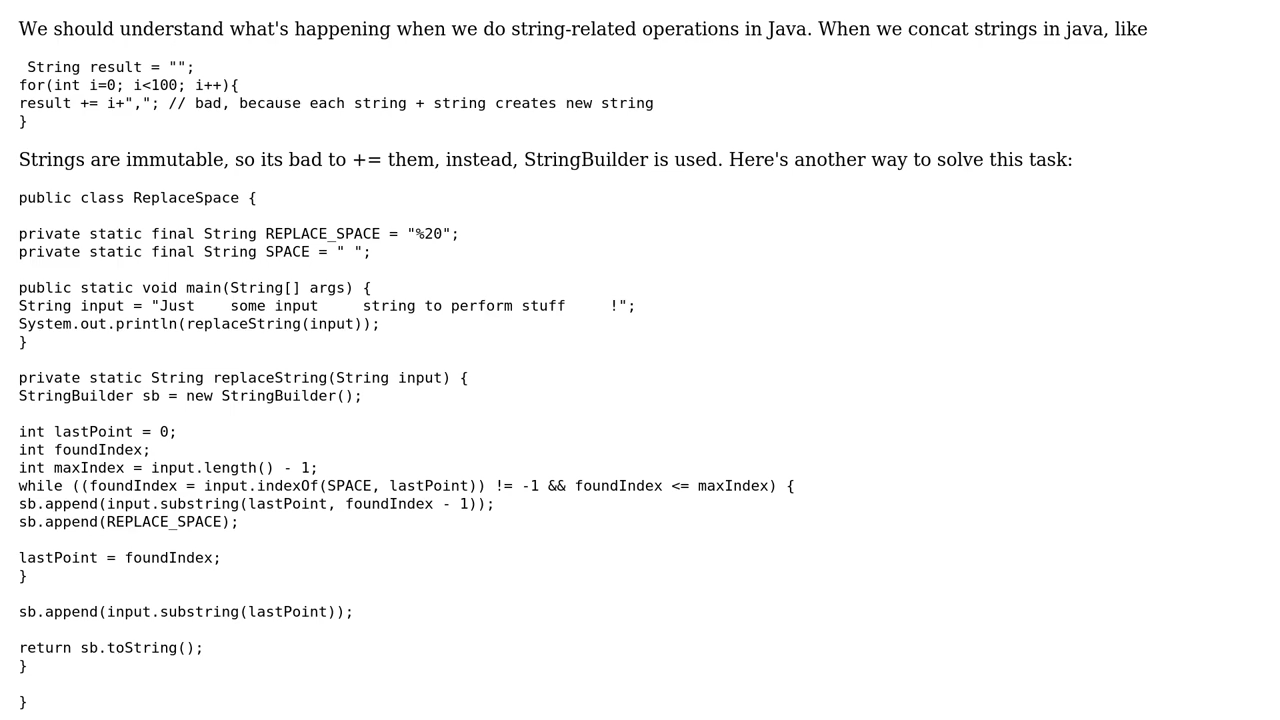 We should understand what's happening when we do string-related operations in Java. When we concat strings in java, like
String result = "";
for(int i=0; i<100; i++){
result += i+","; // bad, because each string + string creates new string
}
Strings are immutable, so its bad to += them, instead, StringBuilder is used. Here's another way to solve this task:
public class ReplaceSpace {
private static final String REPLACE_SPACE = "%20";
private static final String SPACE = " ";
public static void main(String[] args) {
String input = "Just    some input     string to perform stuff     !";
System.out.println(replaceString(input));
}
private static String replaceString(String input) {
StringBuilder sb = new StringBuilder();
int lastPoint = 0;
int foundIndex;
int maxIndex = input.length() - 1;
while ((foundIndex = input.indexOf(SPACE, lastPoint)) != -1 && foundIndex <= maxIndex) {
sb.append(input.substring(lastPoint, foundIndex - 1));
sb.append(REPLACE_SPACE);
lastPoint = foundIndex;
}
sb.append(input.substring(lastPoint));
return sb.toString();
}
}